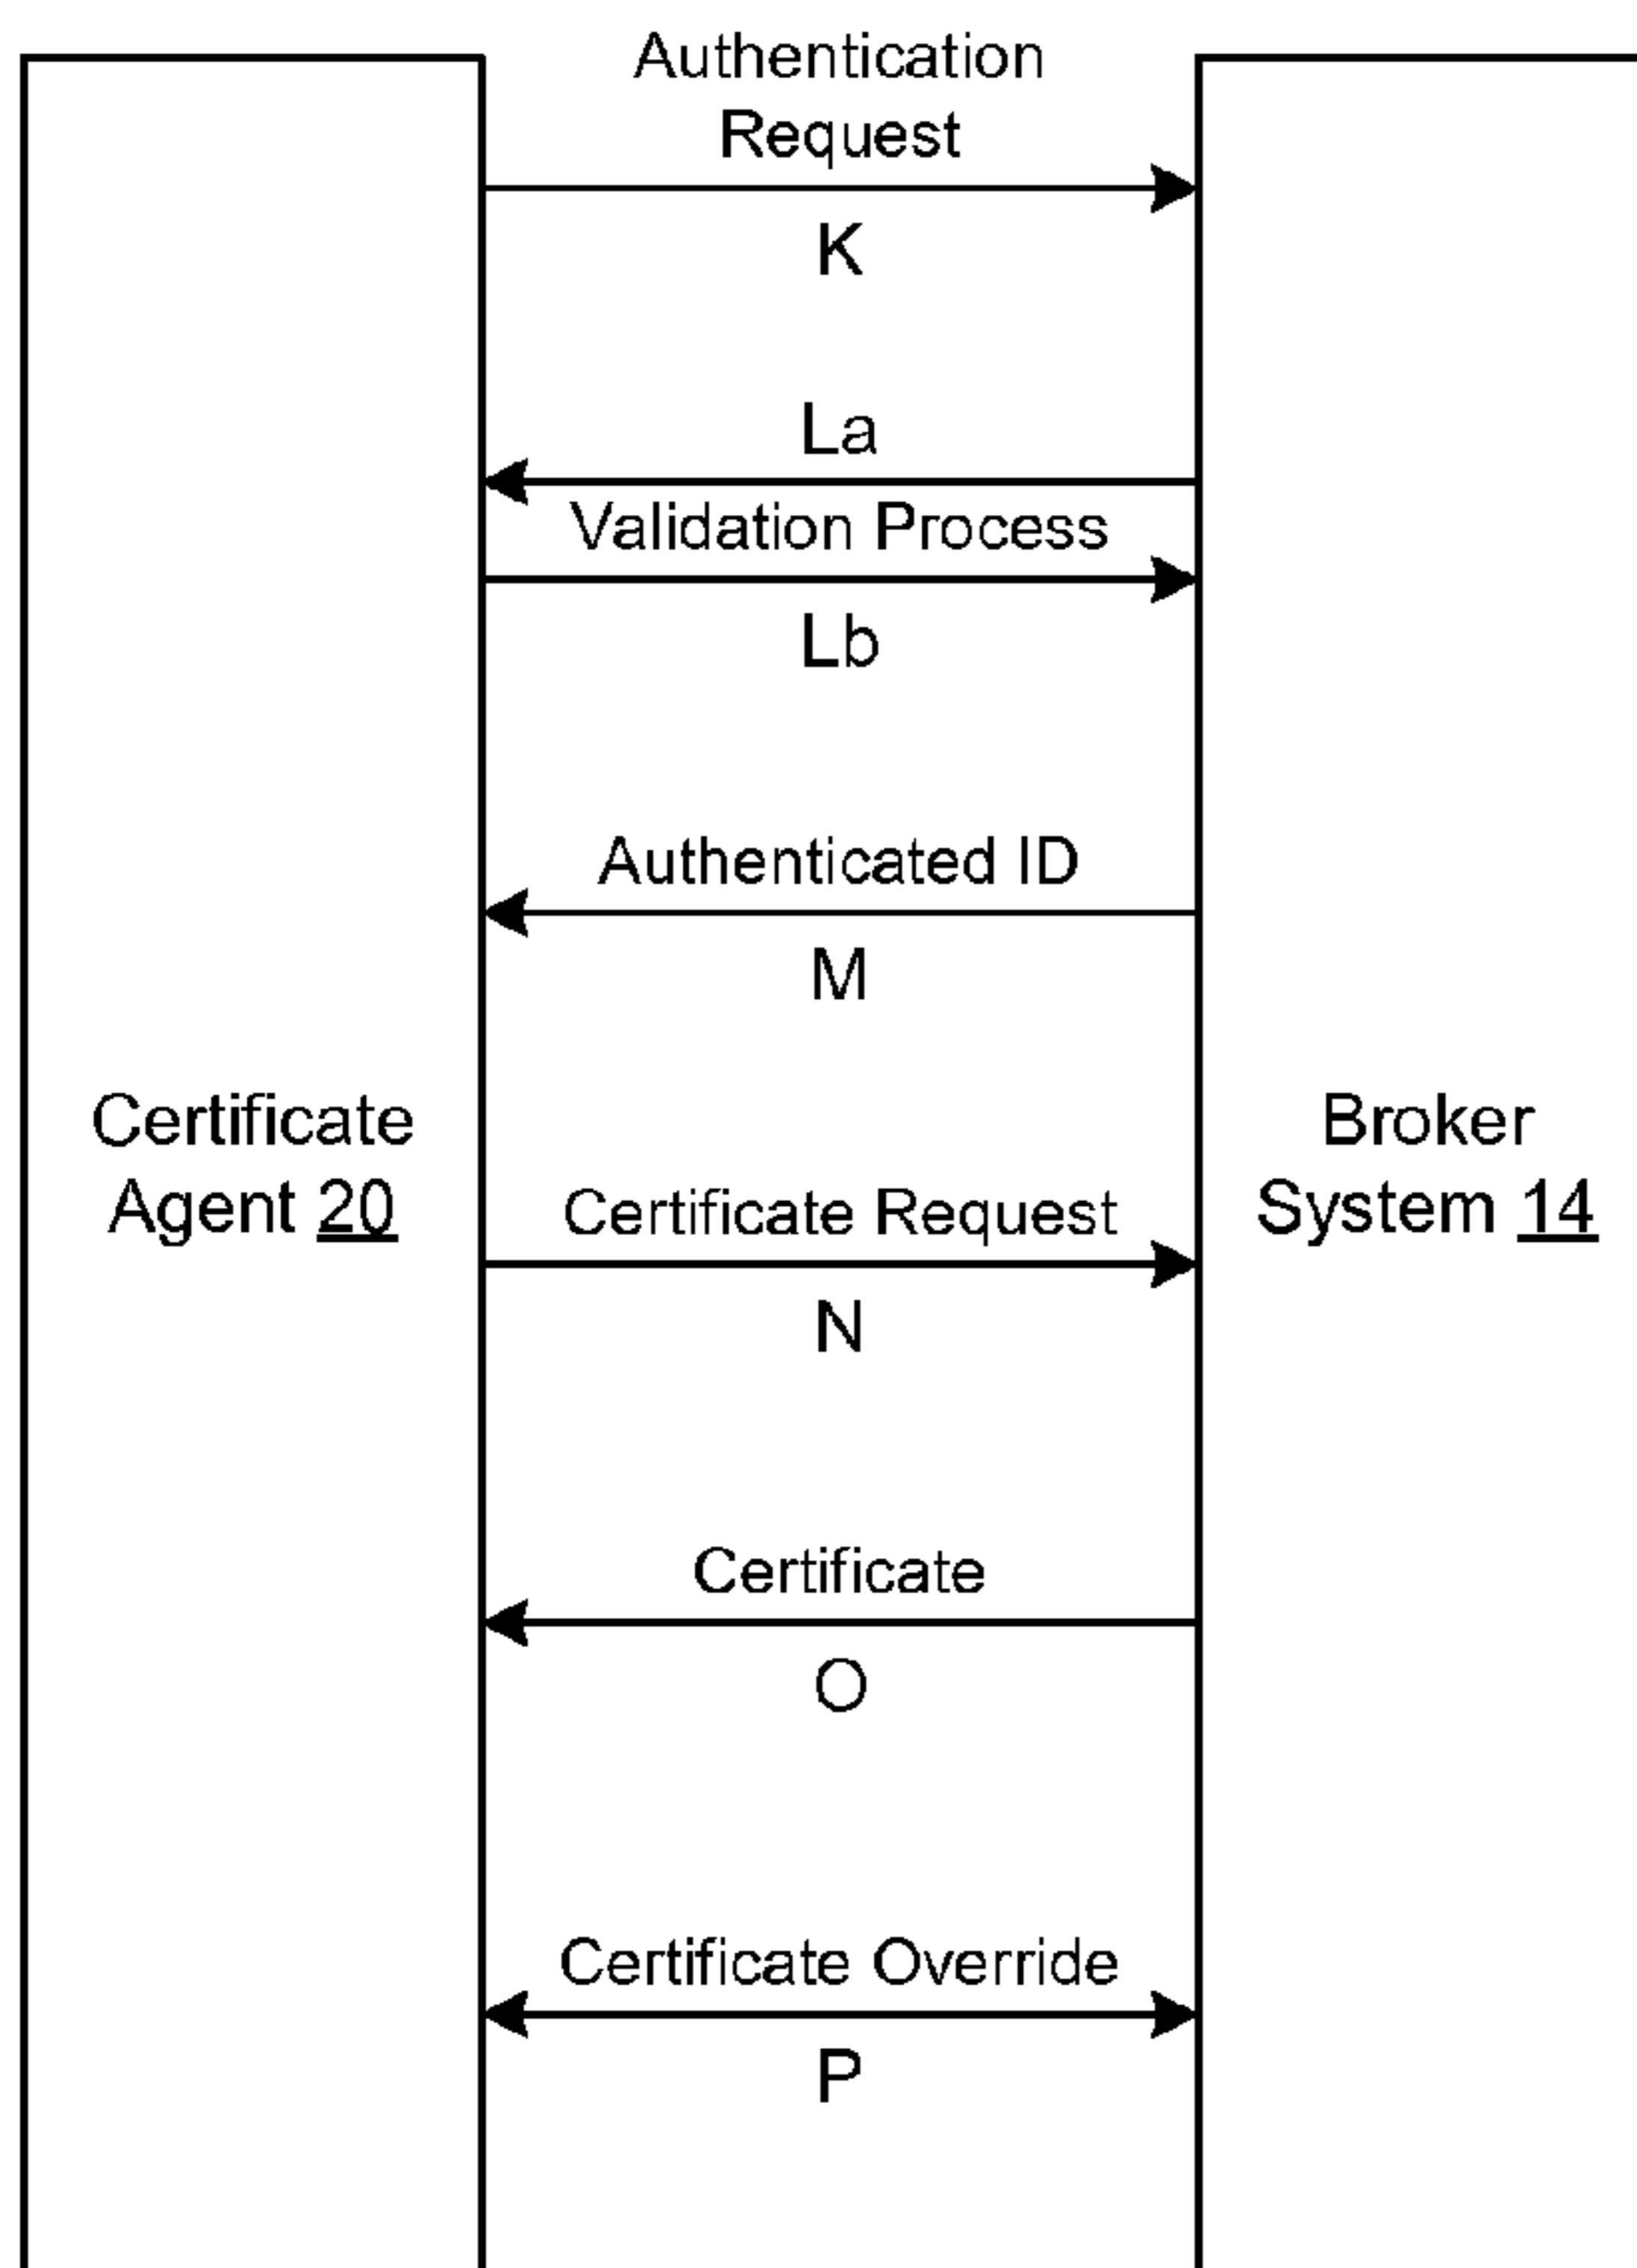 Authentication
Request
K
La
Validation Process
Lb
Authenticated ID
M
Certificate
Agent 20
Broker
System 14
Certificate Request
N
Certificate
O
Certificate Override
P